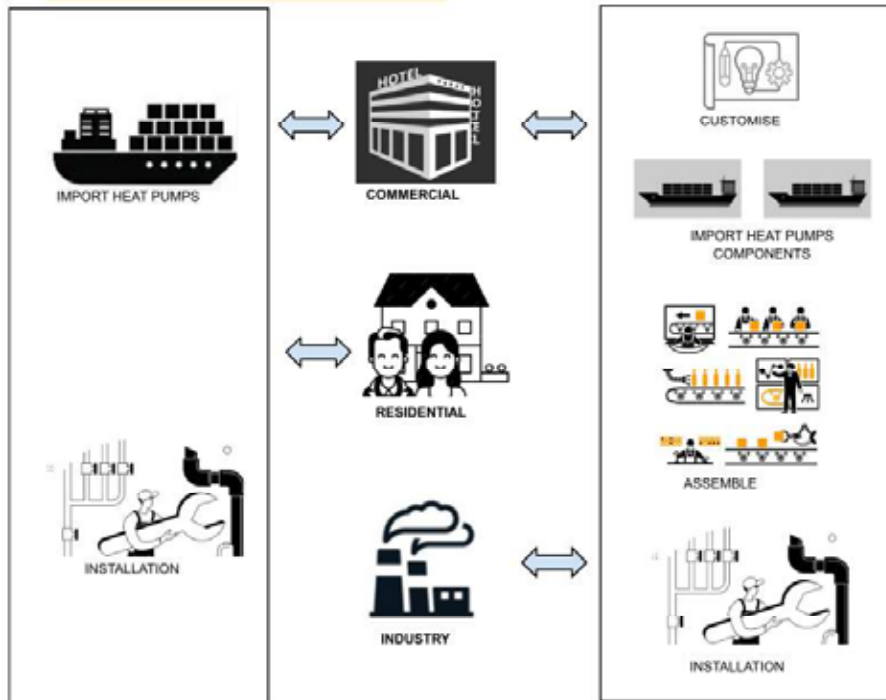 IMPORT HEAT PUMPS
INSTALLATION
HOTEL
HOTEL
COMMERCIAL
RESIDENTIAL
INDUSTRY
CUSTOMISE
IMPORT HEAT PUMPS
COMPONENTS
ASSEMBLE
INSTALLATION